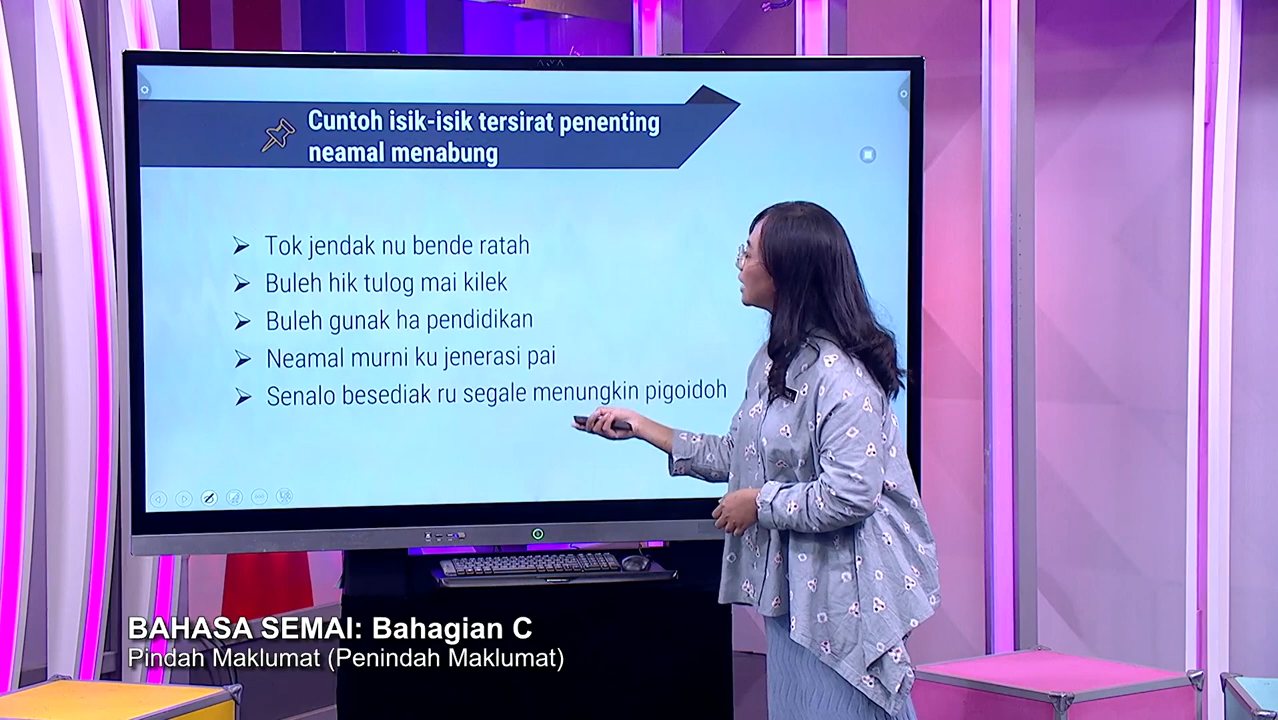 Cuntoh isik-isik tersirat penenting
neamal menabung
Tok jendak nu bende ratah
Buleh hik tulog mai kilek
Buleh gunak ha pendidikan
Neamal murni ku jenerasi pai
Senalo besediak ru segale menungkin pigoidoh
BAHASA SEMAI: Bahagian C
Pindah Maklumat (Penindah Maklumat)